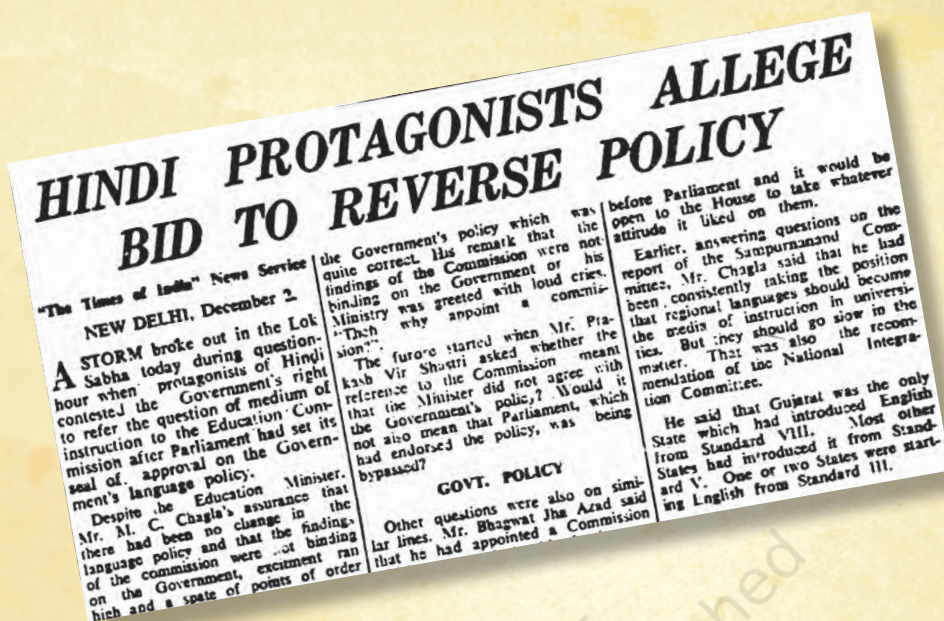 HINDI PROTAGONISTS ALLEGE
BID TO REVERSE POLICY
"The Times of India" News Service
NEW DELHI, December 2.
A STORM broke out in the Lok
Sabha today during question-
hour when protagonists of Hindi
contested the Government's right
to refer the question of medium of
instruction to the Education Com-
mission after Parliament had set its
seal of approval on the Govern-
ment's language policy.
Despite the Education Minister.
Mr. M. C. Chagla's assurance that
there had been no change in the
language policy and that the findings
of the commission were not binding
on the Government, excitment ran
high and a spate of points of order
the Government's policy which was
quite correct. His remark that the
findings of the Commission were not
binding on the Government or his
Ministry was greeted with loud cries.
"Then why appoint a commis-
sion?".
The furore started when Mr. Pra-
kash Vir Shastri asked whether the
reference to the Commission meant
that the Minister did not agree with
the Government's policy? Would it
not also mean that Parliament, which
had endorsed the policy, was being
bypassed?
GOVT. POLICY
Other questions were also on simi-
lar lines. Mr. Bhagwat Jha Azad said
that he had appointed a Commission
before Parliament and it would be
open to the House to take whatever
attitude it liked on them.
Earlier, answering questions on the
report of the Sampurnanand Com-
mittee, Mr. Chagla said that he had
been consistently taking the position
that regional languages should become
the media of instruction in universi-
ties. But they should go slow in the
matter. That was also the recom-
mendation of the National Integra-
tion Committee.
He said that Gujarat was the only
State which had introduced English
from Standard VIII. Most other
States had introduced it from Stand-
ard V. One or two States were start-
ing English from Standard III.